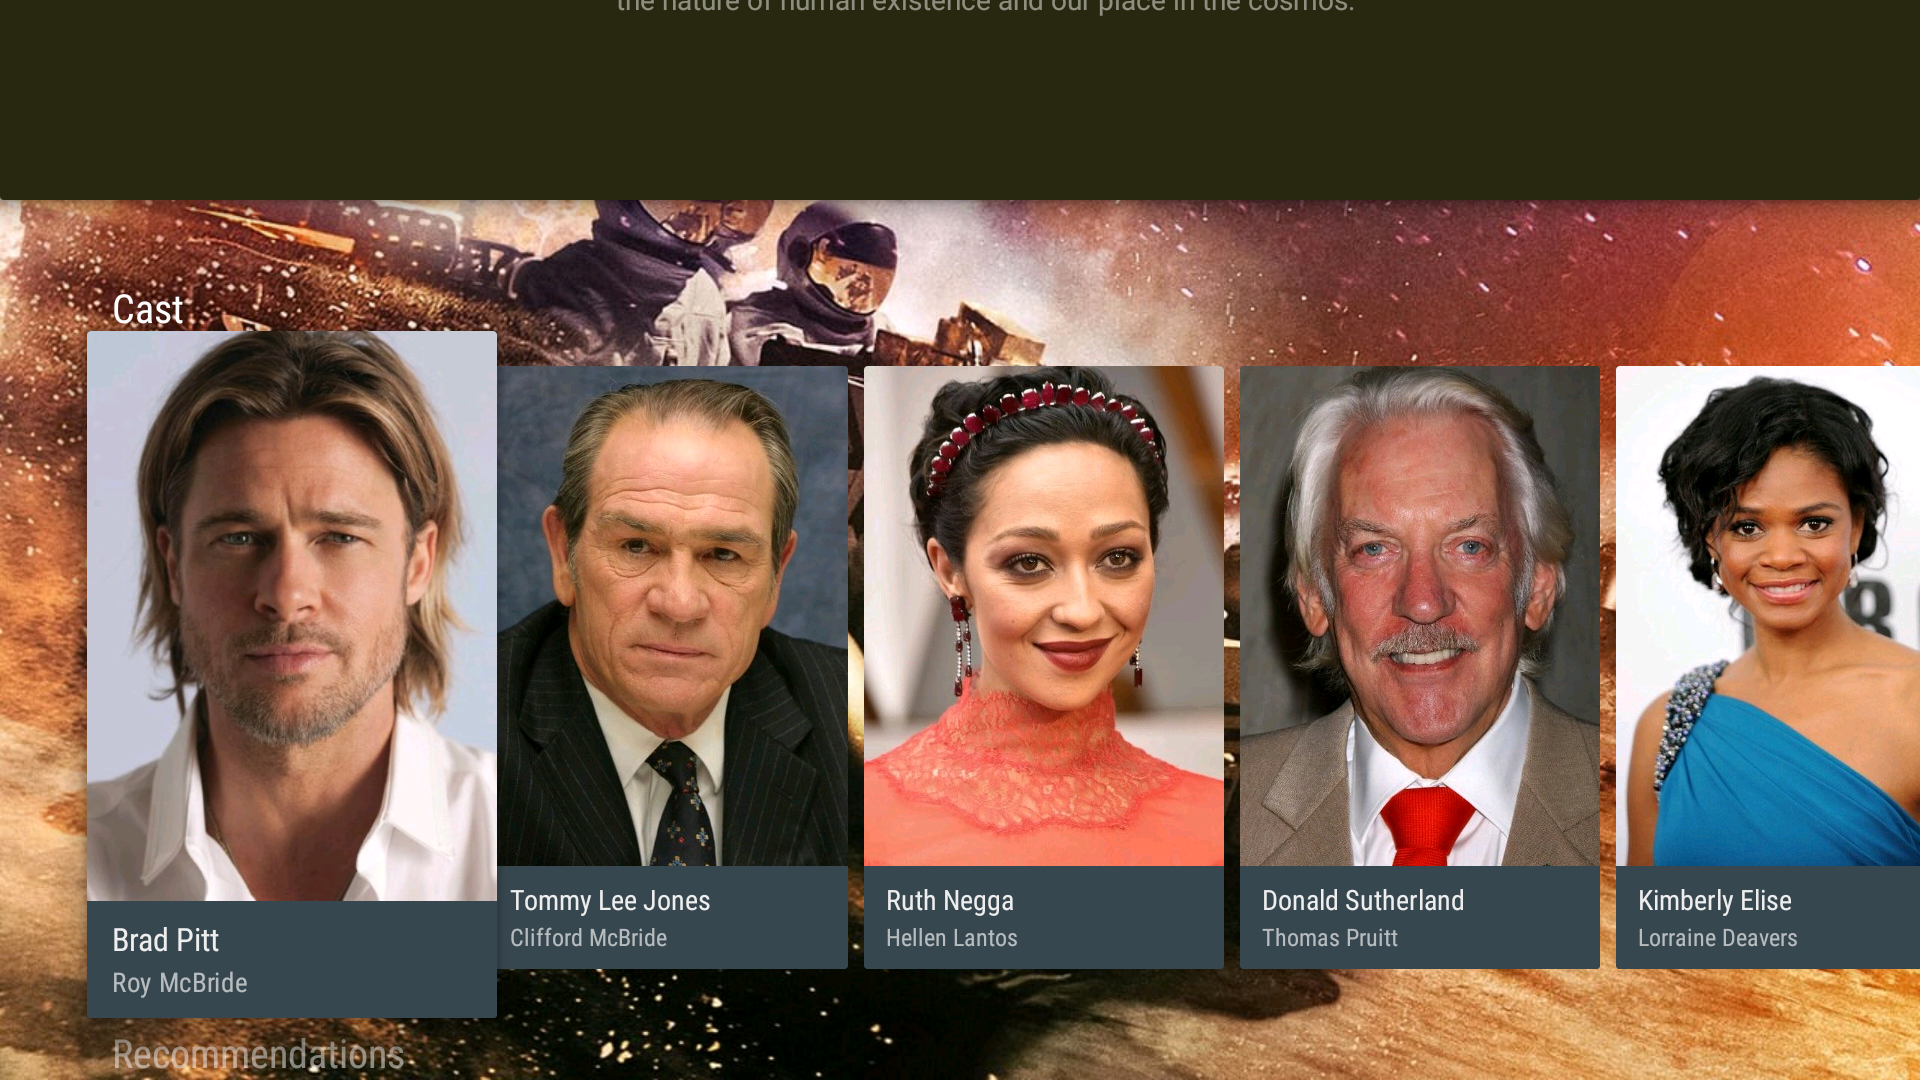 the nature of human existence and our place in the cosmos.
Cast
Brad Pitt
Roy McBride
Tommy Lee Jones
Clifford McBride
Ruth Negga
Hellen Lantos
Donald Sutherland
Thomas Pruitt
Kimberly Elise
Lorraine Deavers
Recommendations